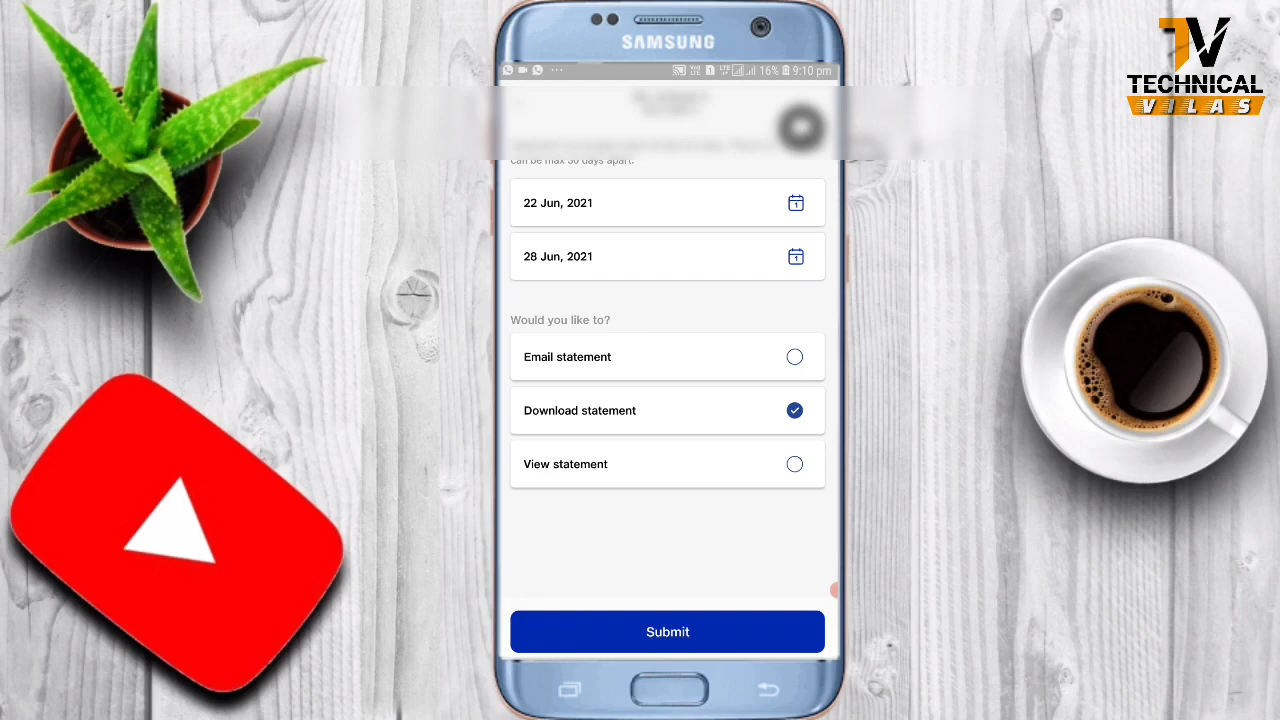 SAMSUNG
16% 9:10 pm
TECHNICAL
VILAS
can be max 30 days apart.
22 Jun, 2021
28 Jun, 2021
Would you like to?
Email statement
Download statement
View statement
Submit